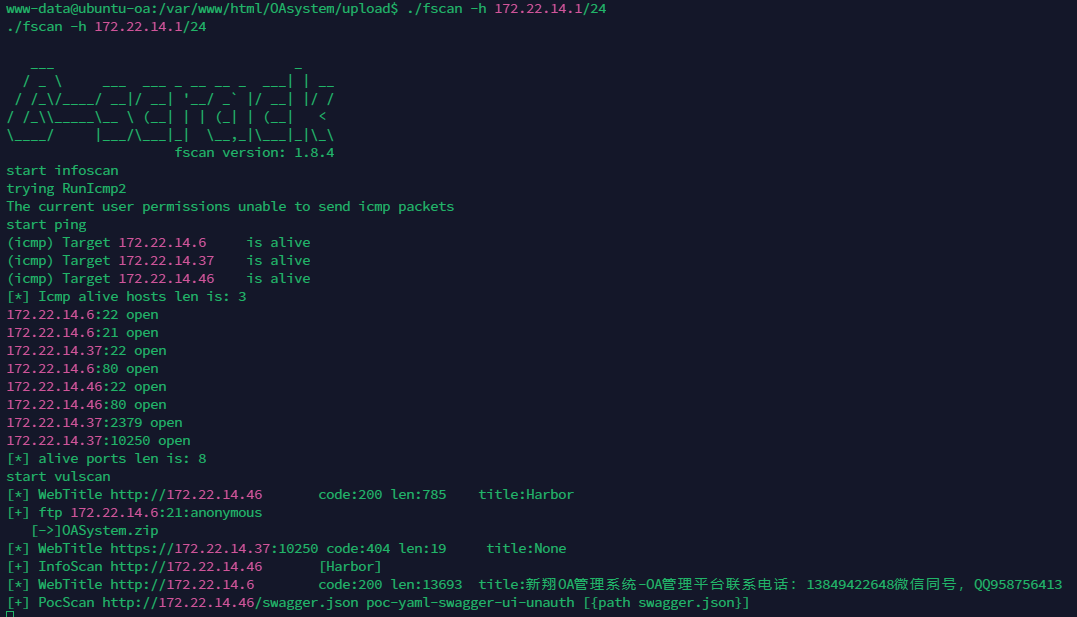 www-data@ubuntu-oa:/var/www/html/OAsystem/upload$ ./fscan -h 172.22.14.1/24
./fscan -h 172.22.14.1/24
   ___                              _
  / _ \     ___  ___ _ __ __ _  ___| | __
 / /_\/____/ __|/ __| '__/ _` |/ __| |/ /
/ /_\\_____\__ \ (__| | | (_| | (__|   <
\____/     |___/\___|_|  \__,_|\___|_|\_\
                     fscan version: 1.8.4
start infoscan
trying RunIcmp2
The current user permissions unable to send icmp packets
start ping
(icmp) Target 172.22.14.6     is alive
(icmp) Target 172.22.14.37    is alive
(icmp) Target 172.22.14.46    is alive
[*] Icmp alive hosts len is: 3
172.22.14.6:22 open
172.22.14.6:21 open
172.22.14.37:22 open
172.22.14.6:80 open
172.22.14.46:22 open
172.22.14.46:80 open
172.22.14.37:2379 open
172.22.14.37:10250 open
[*] alive ports len is: 8
start vulscan
[*] WebTitle http://172.22.14.46       code:200 len:785    title:Harbor
[+] ftp 172.22.14.6:21:anonymous
   [->]OASystem.zip
[*] WebTitle https://172.22.14.37:10250 code:404 len:19     title:None
[+] InfoScan http://172.22.14.46       [Harbor]
[*] WebTitle http://172.22.14.6        code:200 len:13693  title:新翔OA管理系统-OA管理平台联系电话：13849422648微信同号，QQ958756413
[+] PocScan http://172.22.14.46/swagger.json poc-yaml-swagger-ui-unauth [{path swagger.json}]